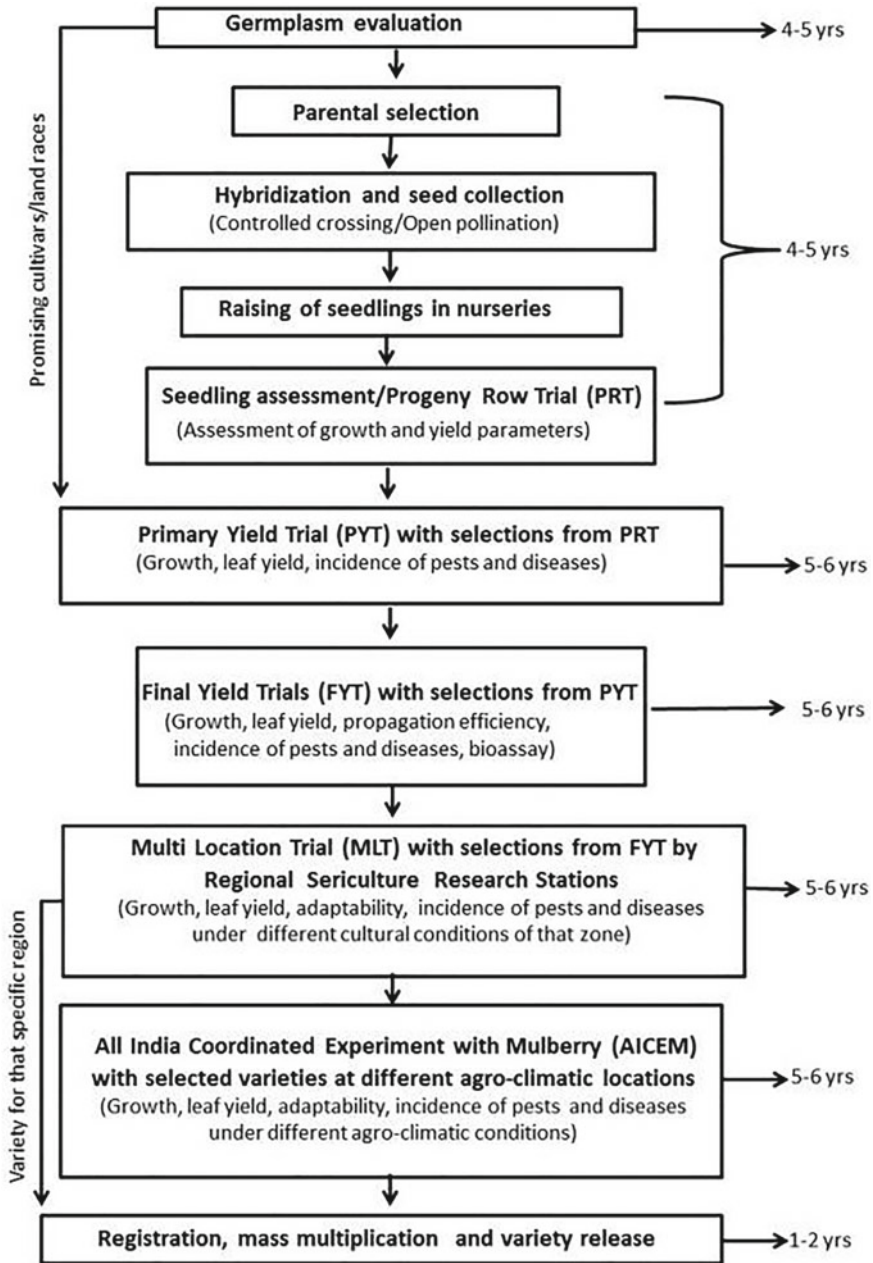 Germplasm evaluation
4-5 yrs
Promising cultivars/land races
Parental selection
Hybridization and seed collection
(Controlled crossing/Open pollination)
4-5 yrs
Raising of seedlings in nurseries
Seedling assessment/Progeny Row Trial (PRT)
(Assessment of growth and yield parameters)
Primary Yield Trial (PYT) with selections from PRT
(Growth, leaf yield, incidence of pests and diseases)
5-6 yrs
Final Yield Trials (FYT) with selections from PYT
(Growth, leaf yield, propagation efficiency,
incidence of pests and diseases, bioassay)
5-6 yrs
Multi Location Trial (MLT) with selections from FYT by
Regional Sericulture Research Stations
(Growth, leaf yield, adaptability, incidence of pests and diseases
under different cultural conditions of that zone)
5-6 yrs
Variety for that specific region
All India Coordinated Experiment with Mulberry (AICEM)
with selected varieties at different agro-climatic locations
(Growth, leaf yield, adaptability, incidence of pests and diseases
under different agro-climatic conditions)
5-6 yrs
Registration, mass multiplication and variety release
1-2 yrs